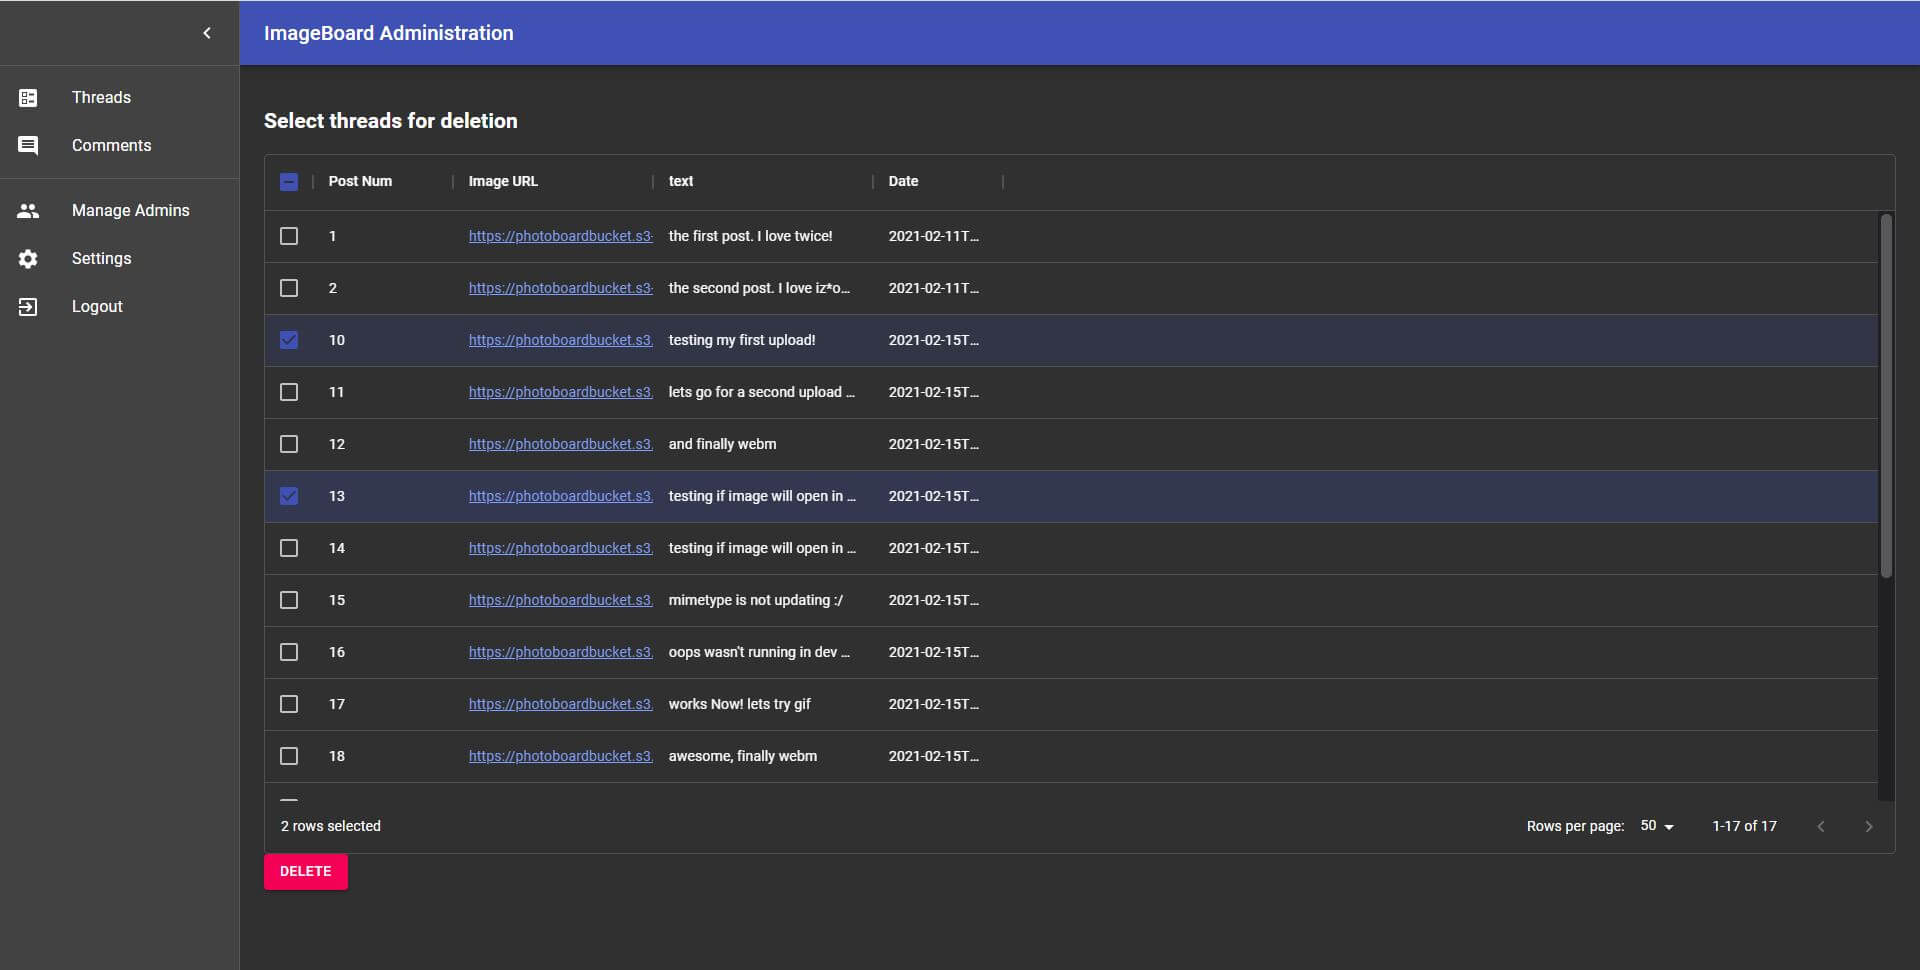 ImageBoard Administration
Threads
Comments
Manage Admins
Settings
Logout
Select threads for deletion
Post Num Image URL text Date
1 https://photoboardbucket.s3- the first post. I love twice! 2021-02-11T...
2 https://photoboardbucket.s3- the second post. I love iz*o... 2021-02-11T...
10 https://photoboardbucket.s3. testing my first upload! 2021-02-15T...
11 https://photoboardbucket.s3. lets go for a second upload ... 2021-02-15T...
12 https://photoboardbucket.s3. and finally webm 2021-02-15T...
13 https://photoboardbucket.s3. testing if image will open in ... 2021-02-15T...
14 https://photoboardbucket.s3. testing if image will open in ... 2021-02-15T...
15 https://photoboardbucket.s3. mimetype is not updating :/ 2021-02-15T...
16 https://photoboardbucket.s3. oops wasn't running in dev ... 2021-02-15T...
17 https://photoboardbucket.s3. works Now! lets try gif 2021-02-15T...
18 https://photoboardbucket.s3. awesome, finally webm 2021-02-15T...
2 rows selected Rows per page: 50 1-17 of 17
DELETE